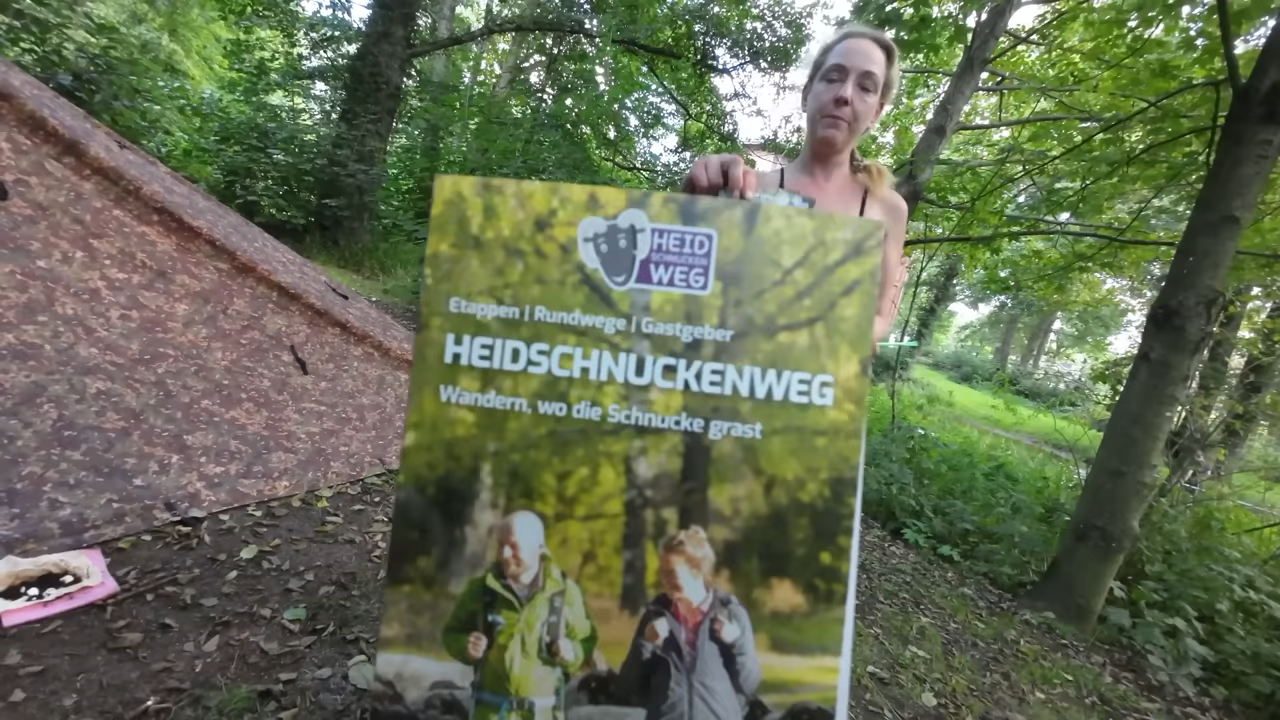 HEID
SCHNUCKEN
WEG
Etappen | Rundwege | Gastgeber
HEIDSCHNUCKENWEG
Wandern, wo die Schnucke grast